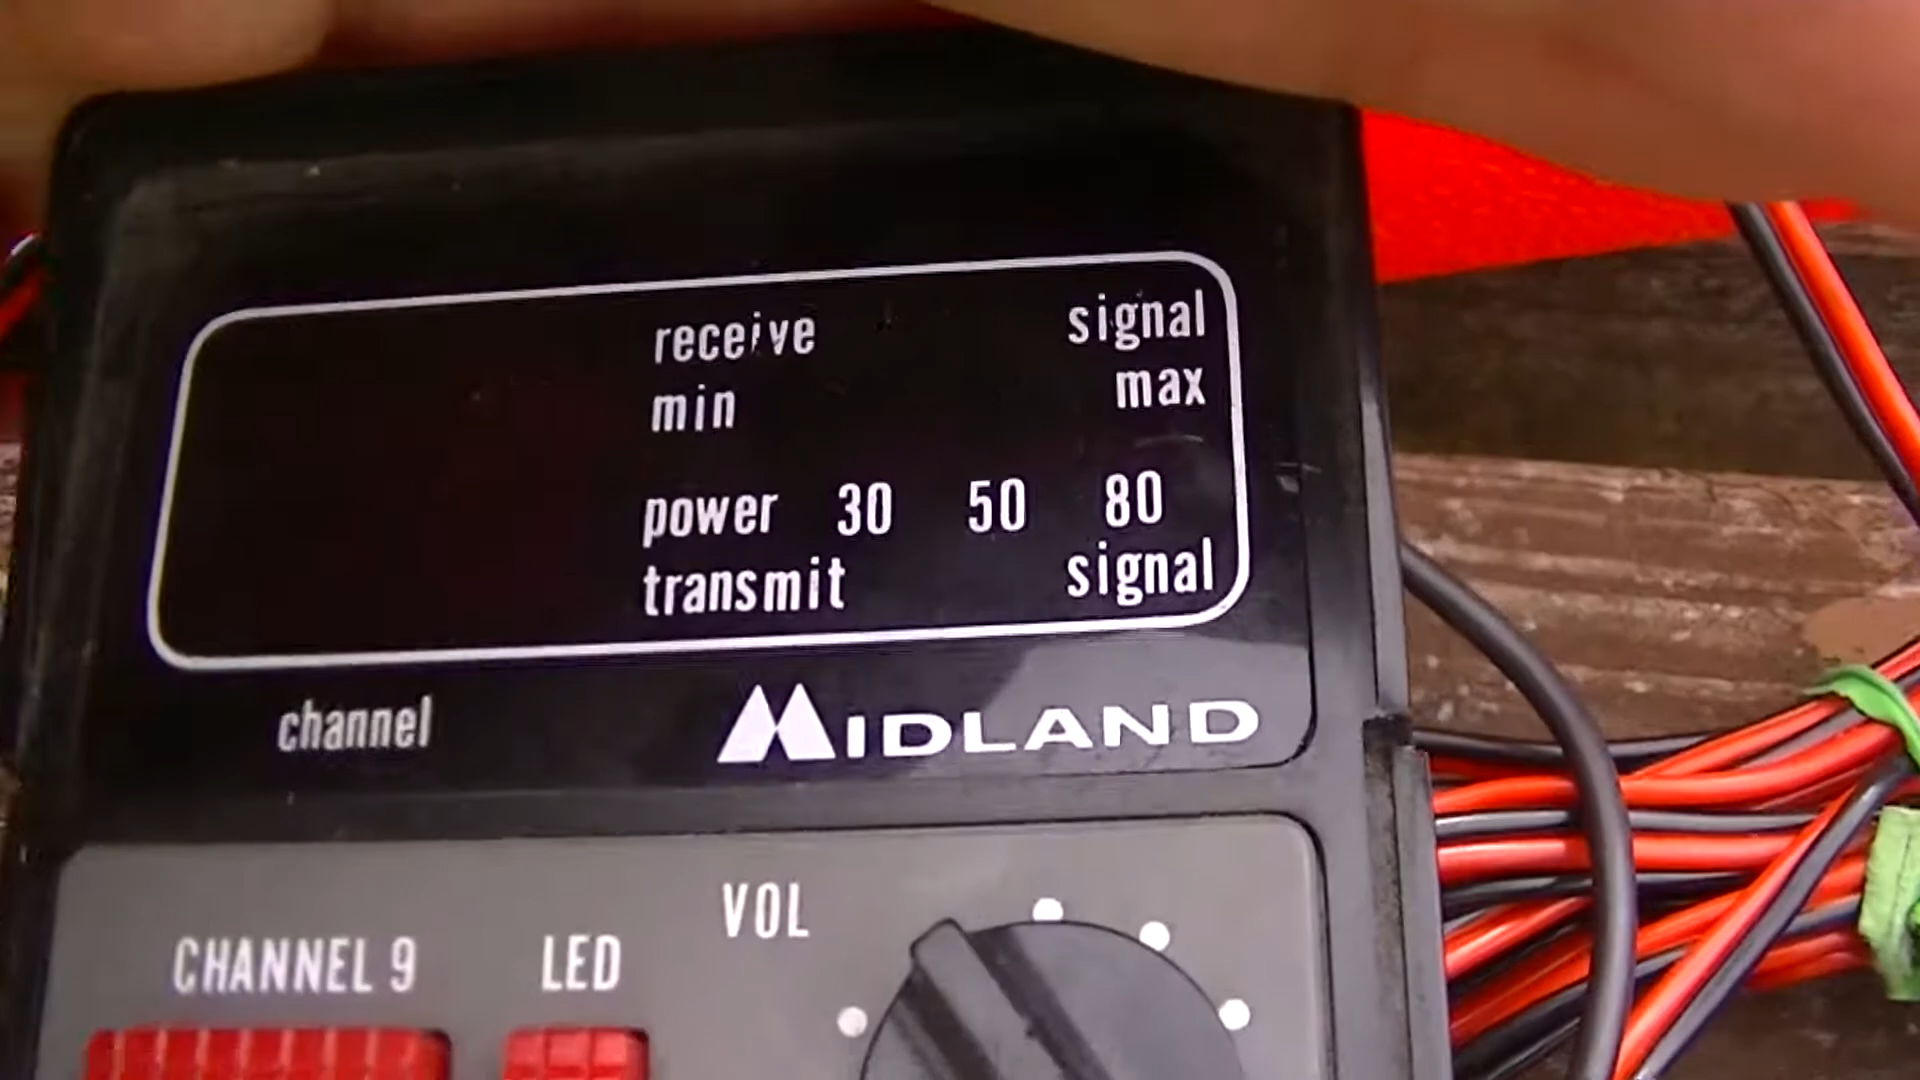 receive signal
min max
power 30 50 80
transmit signal
channel MIDLAND
VOL
CHANNEL 9 LED